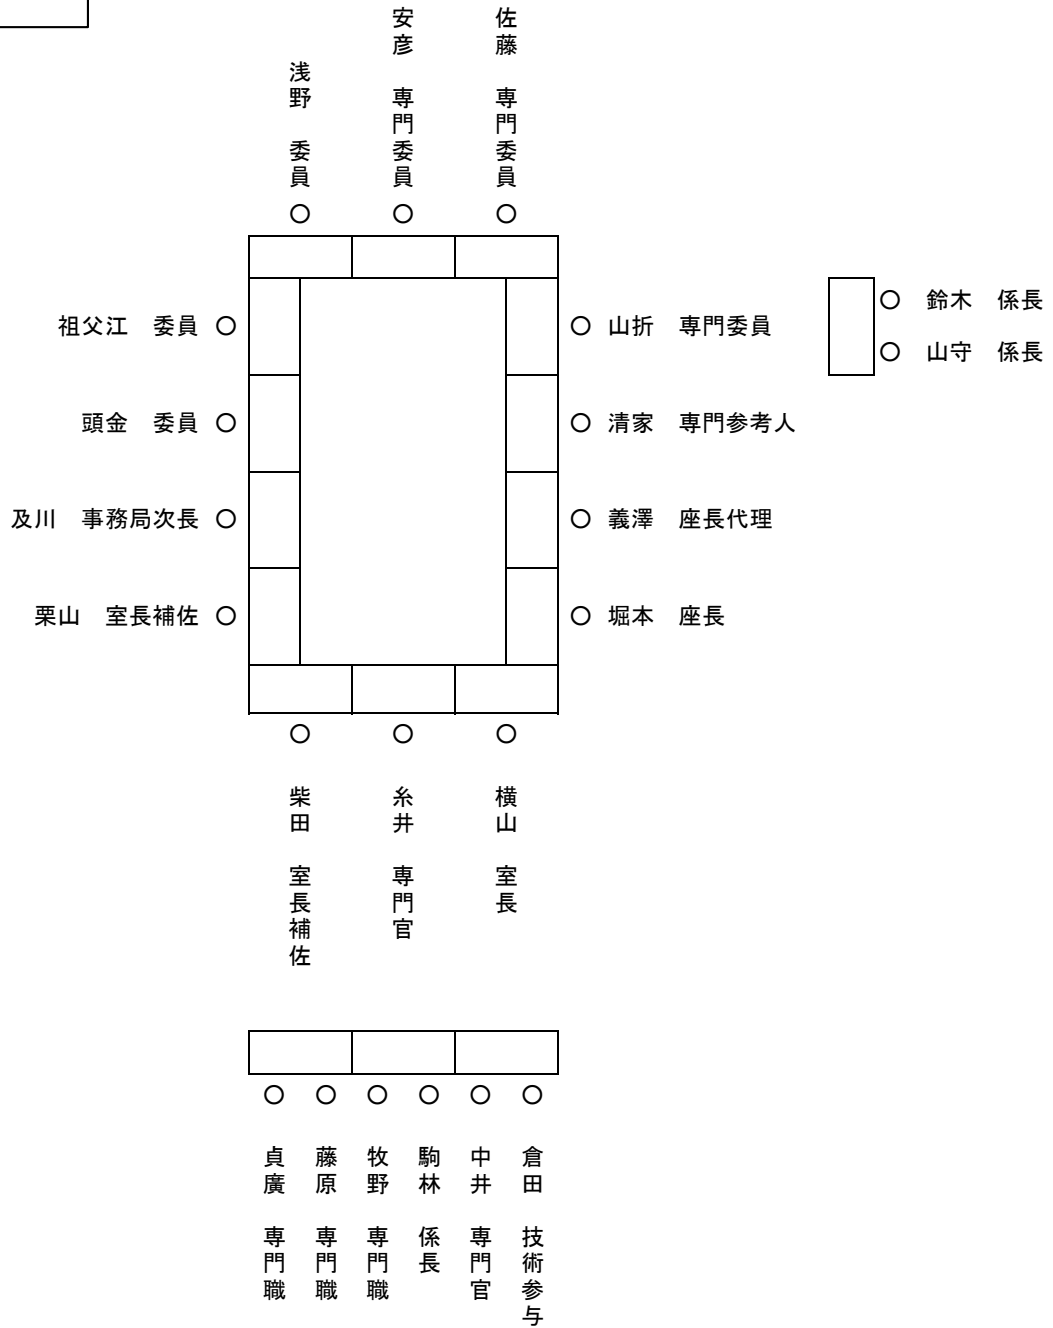 浅野　委員
安彦　専門委員
佐藤　専門委員
祖父江　委員
頭金　委員
及川　事務局次長
栗山　室長補佐
山折　専門委員
清家　専門参考人
義澤　座長代理
堀本　座長
鈴木　係長
山守　係長
柴田　室長補佐
糸井　専門官
横山　室長
貞廣　専門職
藤原　専門職
牧野　専門職
駒林　係長
中井　専門官
倉田　技術参与